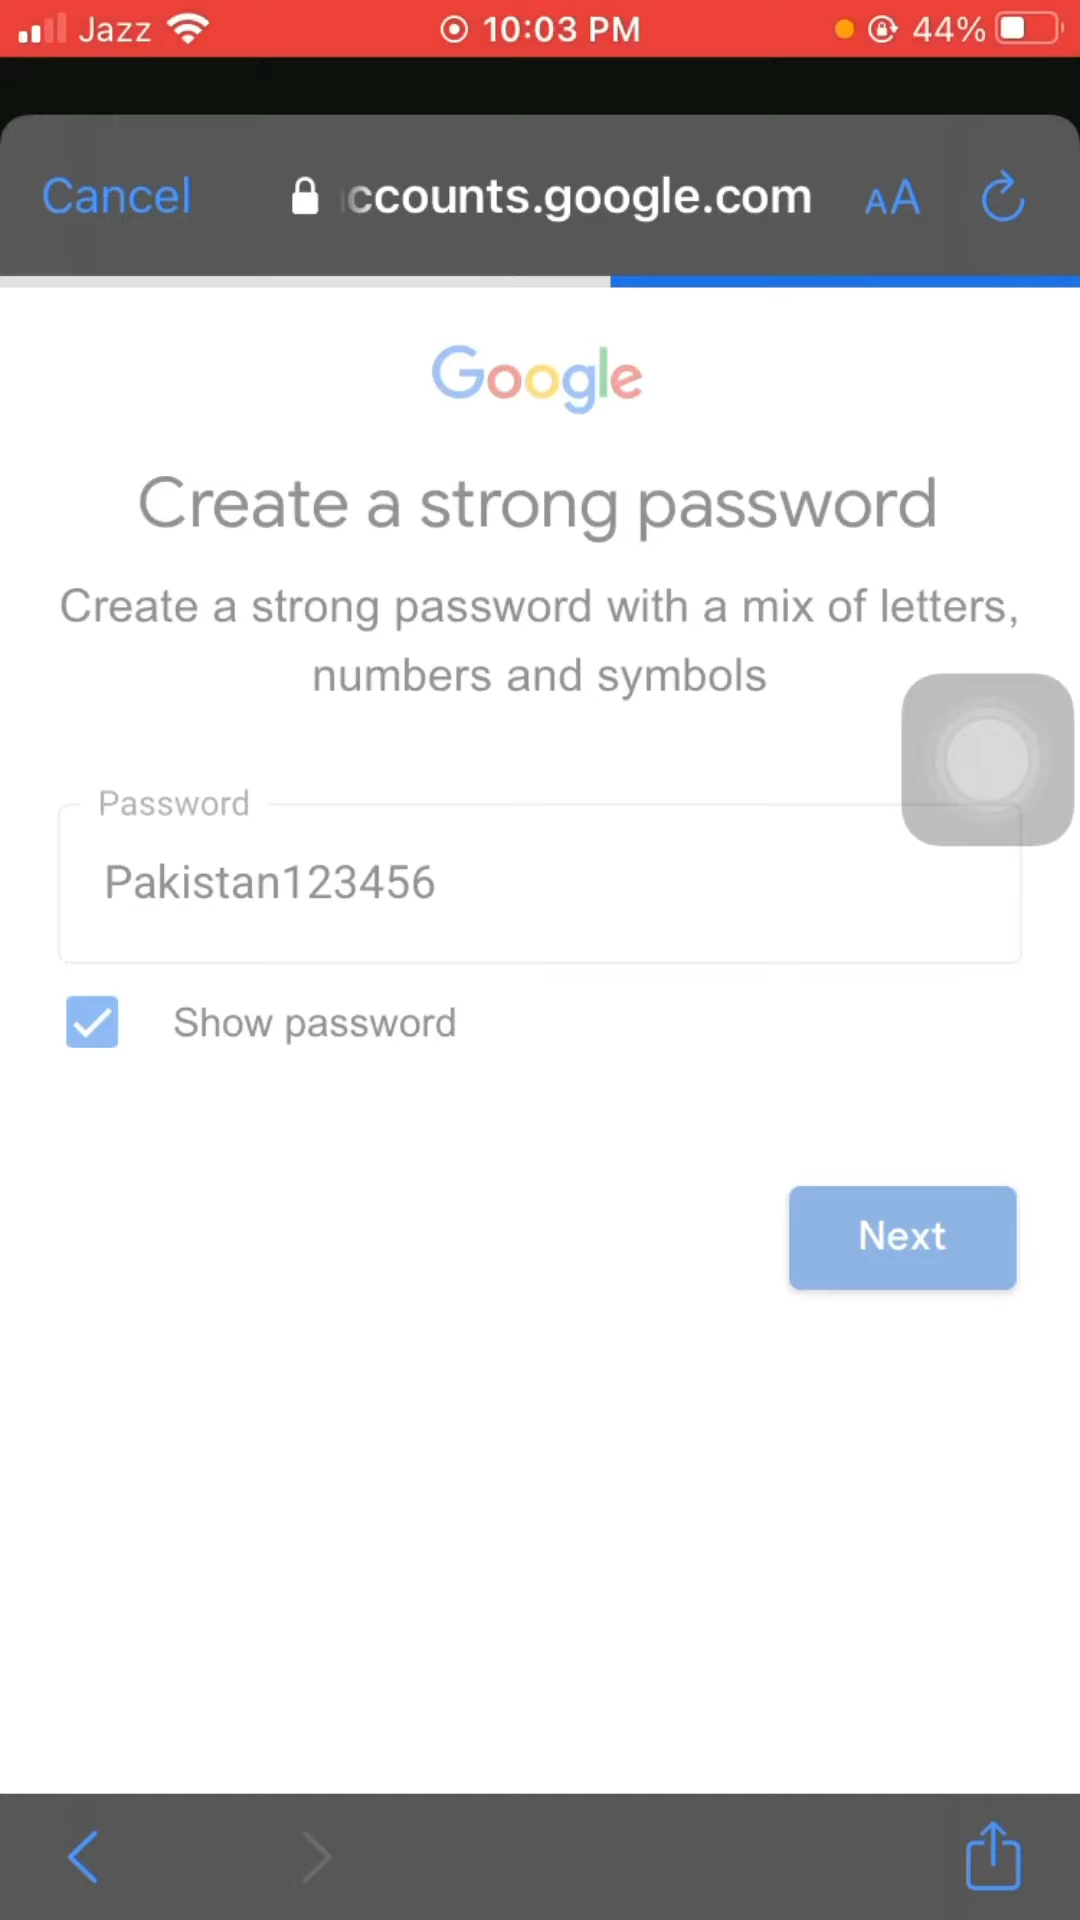 Jazz 10:03 PM 44%
Cancel ccounts.google.com AA
Google
Create a strong password
Create a strong password with a mix of letters,
numbers and symbols
Password
Pakistan123456
Show password
Next